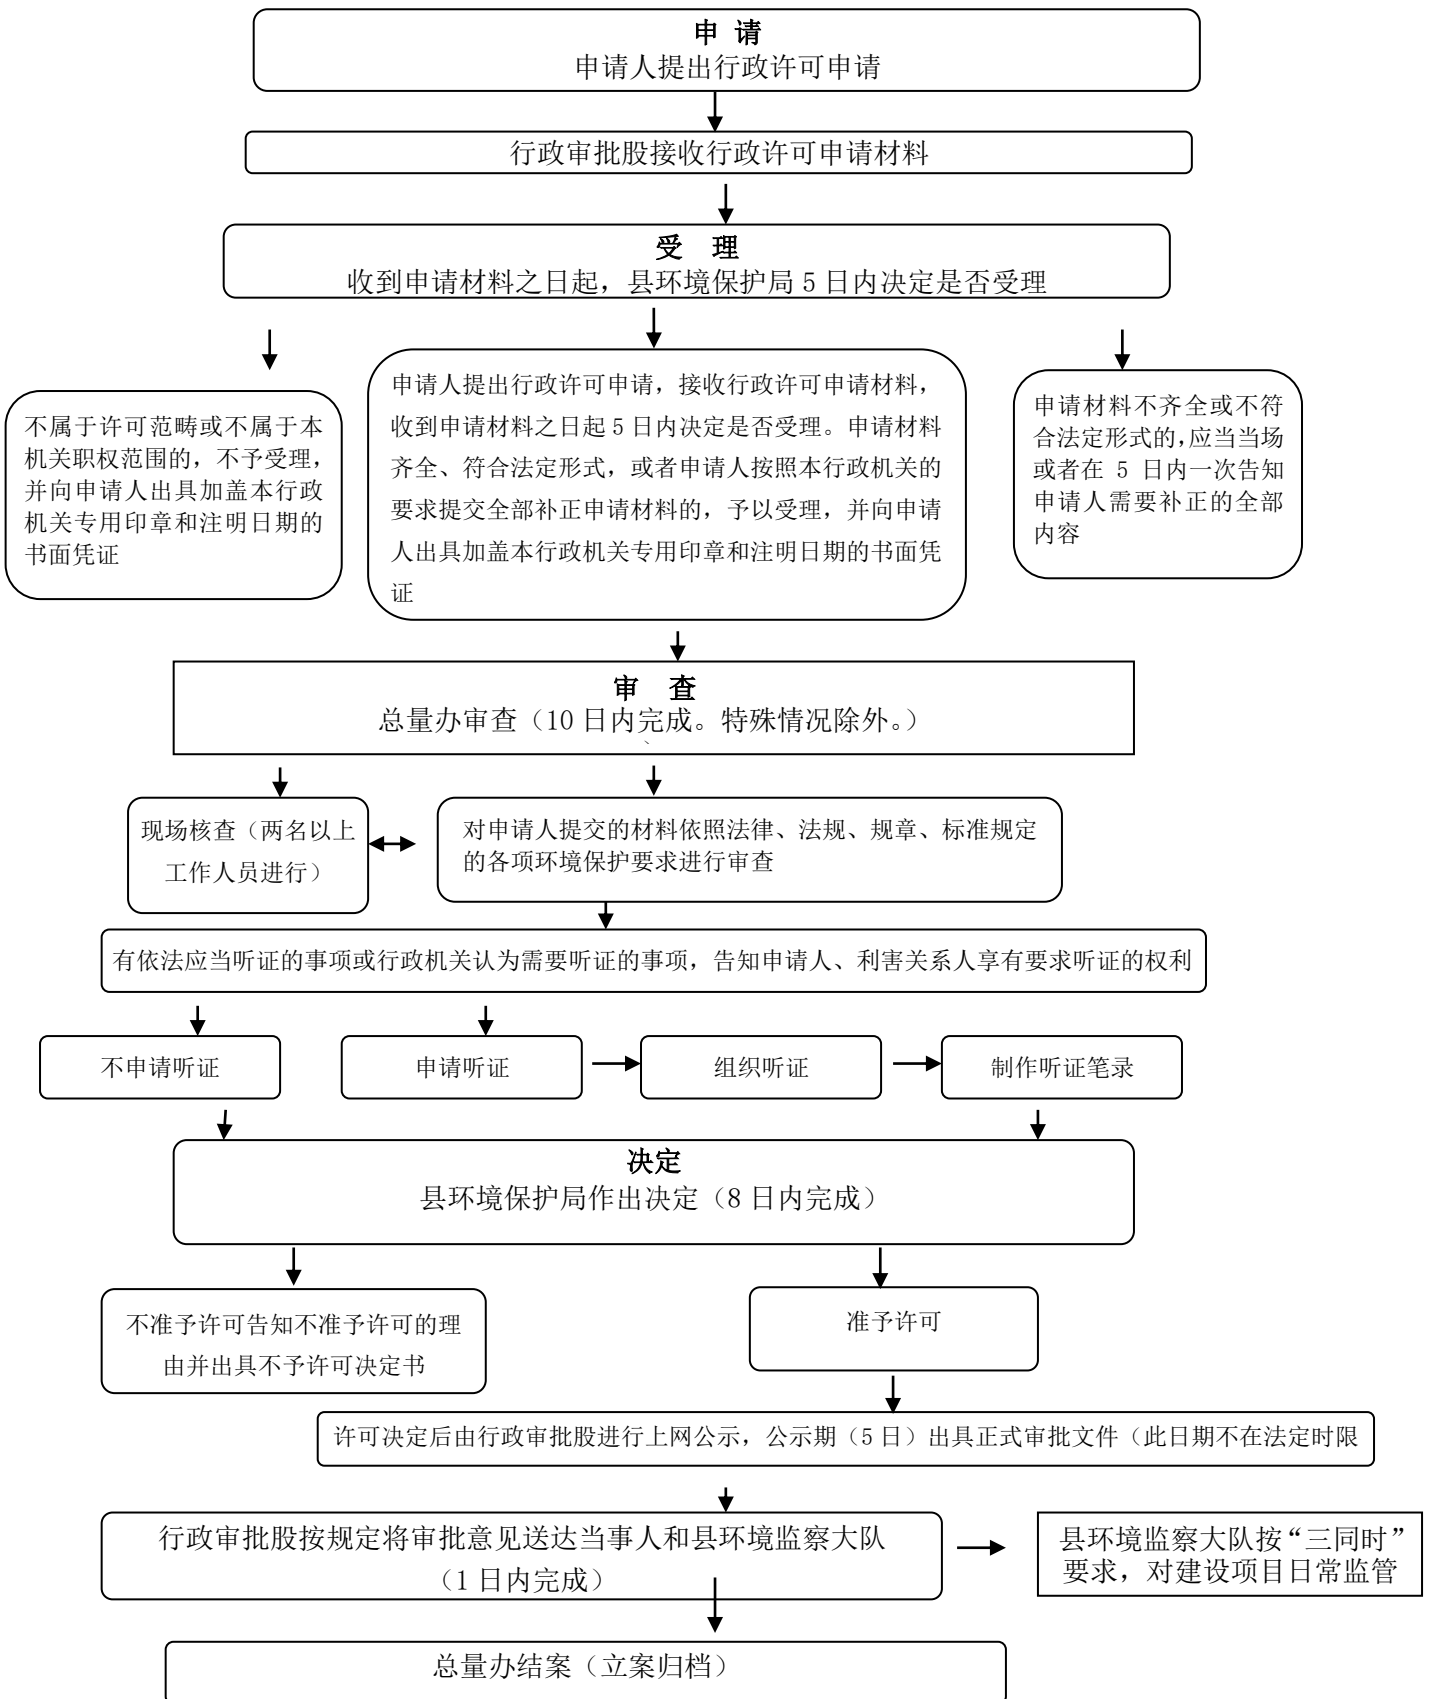 申 请
申请人提出行政许可申请
行政审批股接收行政许可申请材料
受 理
收到申请材料之日起，县环境保护局 5 日内决定是否受理
不属于许可范畴或不属于本
机关职权范围的，不予受理，
并向申请人出具加盖本行政
机关专用印章和注明日期的
书面凭证
申请人提出行政许可申请，接收行政许可申请材料，
收到申请材料之日起 5 日内决定是否受理。申请材料
齐全、符合法定形式，或者申请人按照本行政机关的
要求提交全部补正申请材料的，予以受理，并向申请
人出具加盖本行政机关专用印章和注明日期的书面凭
证
申请材料不齐全或不符
合法定形式的，应当当场
或者在 5 日内一次告知
申请人需要补正的全部
内容
审 查
总量办审查（10 日内完成。特殊情况除外。）
现场核查（两名以上
工作人员进行）
对申请人提交的材料依照法律、法规、规章、标准规定
的各项环境保护要求进行审查
有依法应当听证的事项或行政机关认为需要听证的事项，告知申请人、利害关系人享有要求听证的权利
不申请听证
申请听证
组织听证
制作听证笔录
决定
县环境保护局作出决定（8 日内完成）
不准予许可告知不准予许可的理
由并出具不予许可决定书
准予许可
许可决定后由行政审批股进行上网公示，公示期（5 日）出具正式审批文件（此日期不在法定时限
行政审批股按规定将审批意见送达当事人和县环境监察大队
（1 日内完成）
县环境监察大队按“三同时”
要求，对建设项目日常监管
总量办结案（立案归档）